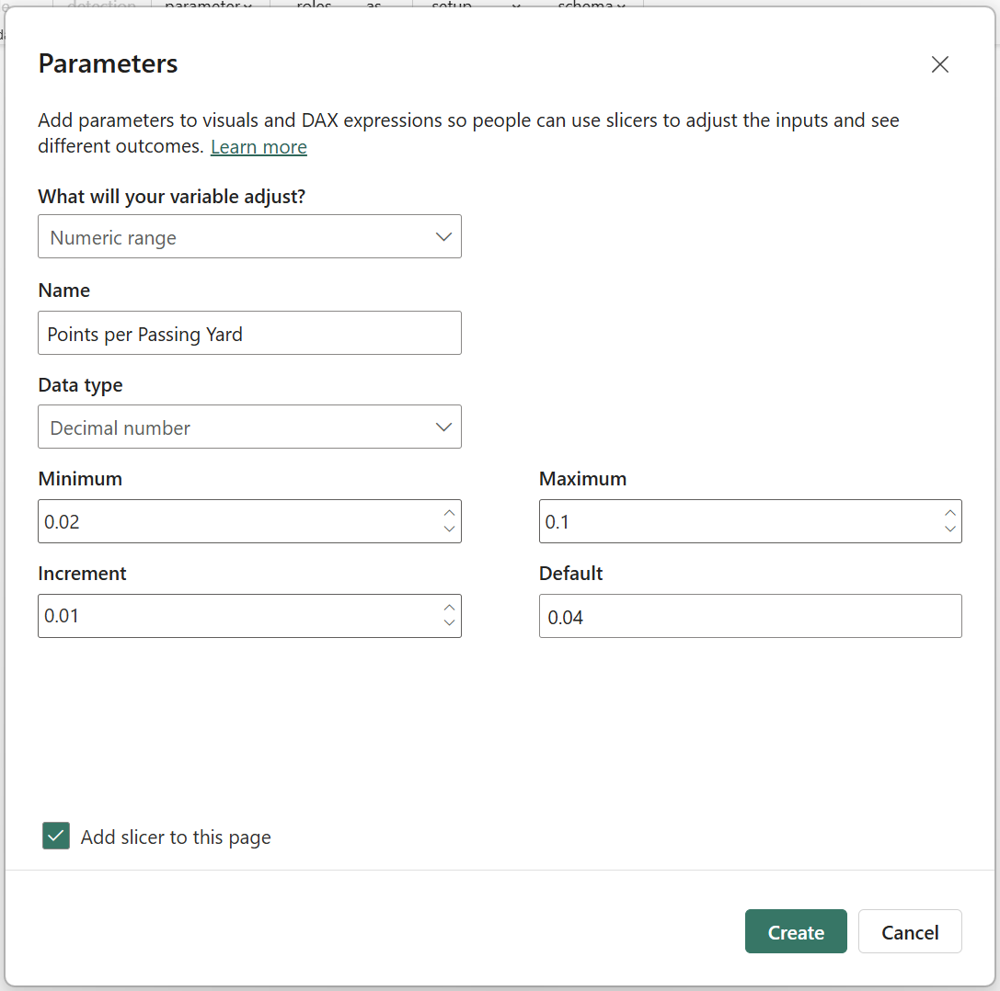 detection parameter roles as setup schema
Parameters
Add parameters to visuals and DAX expressions so people can use slicers to adjust the inputs and see
different outcomes. Learn more
What will your variable adjust?
Numeric range
Name
Points per Passing Yard
Data type
Decimal number
Minimum Maximum
0.02 0.1
Increment Default
0.01 0.04
Add slicer to this page
Create Cancel